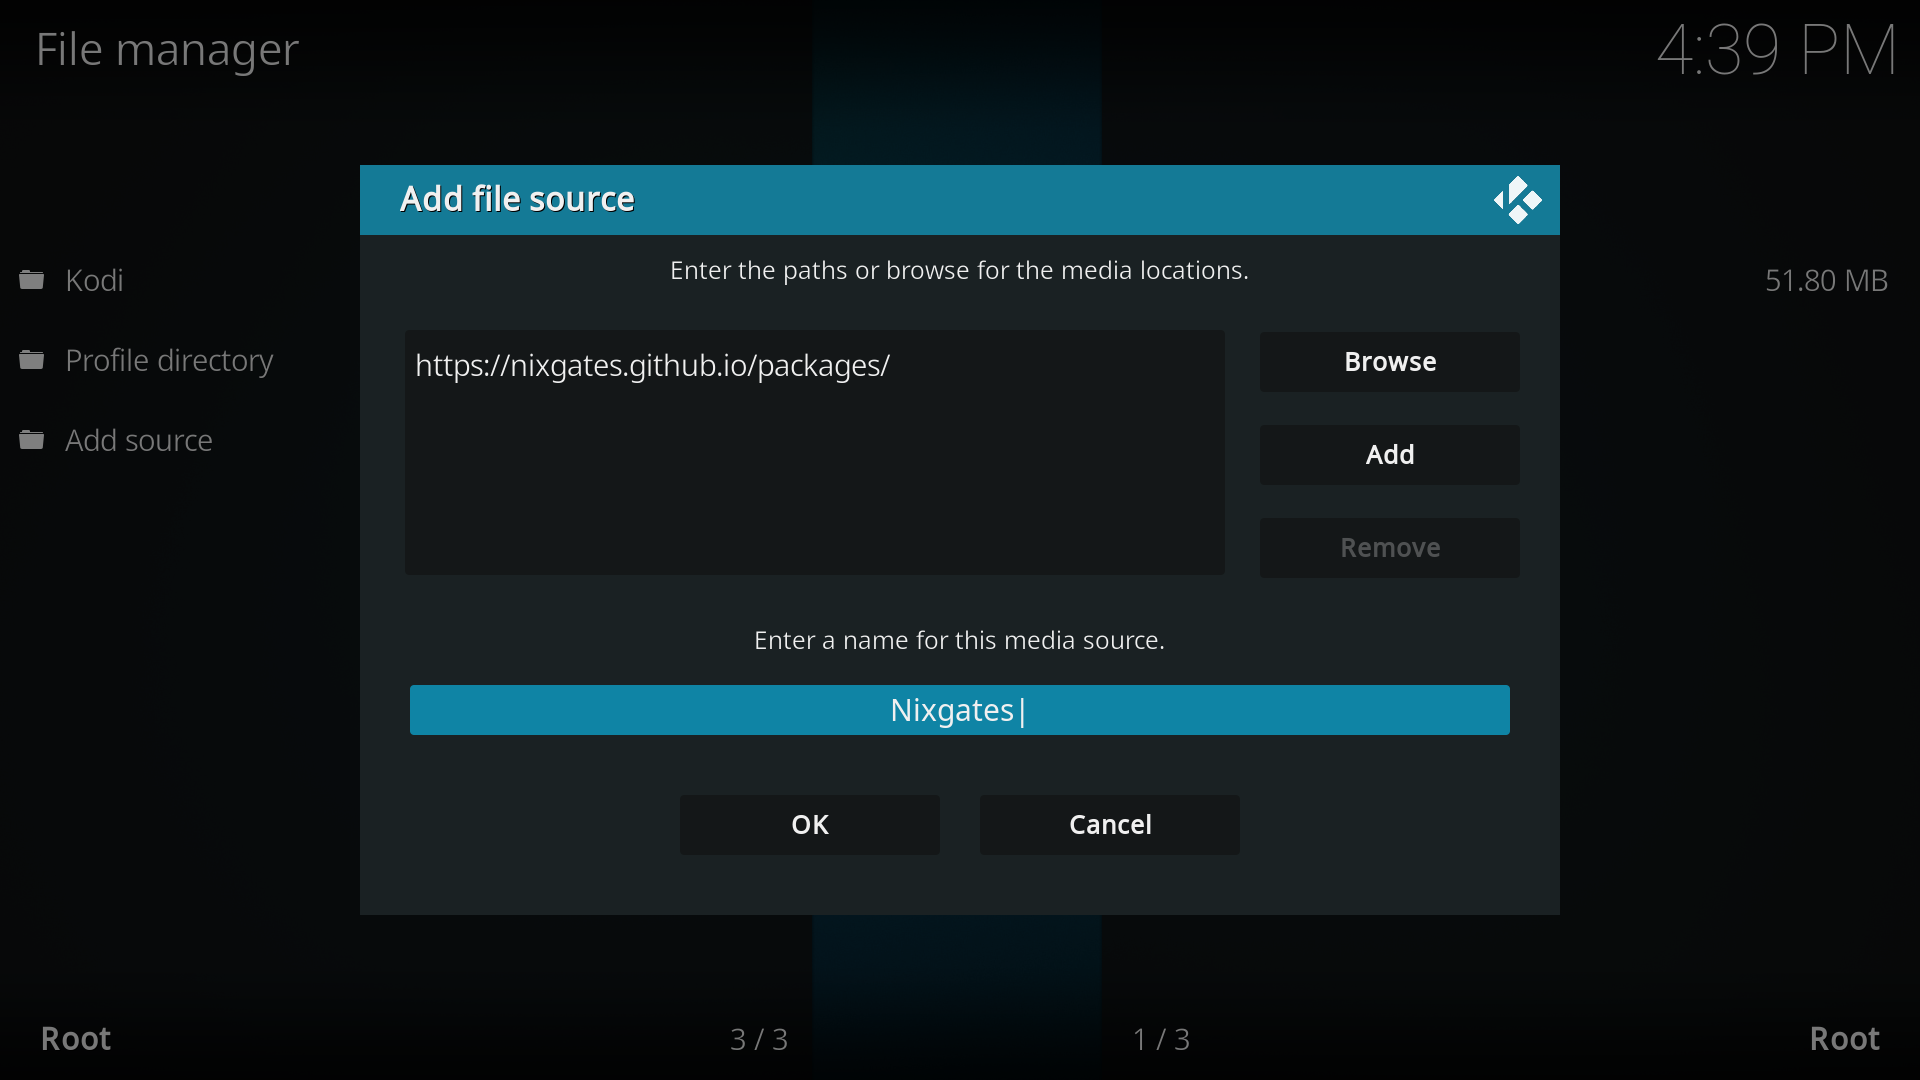 File manager
4:39 PM
Add file source
Enter the paths or browse for the media locations.
https://nixgates.github.io/packages/
Browse
Add
Remove
Kodi
51.80 MB
Profile directory
Add source
Enter a name for this media source.
Nixgates|
OK
Cancel
Root
3 / 3
1 / 3
Root